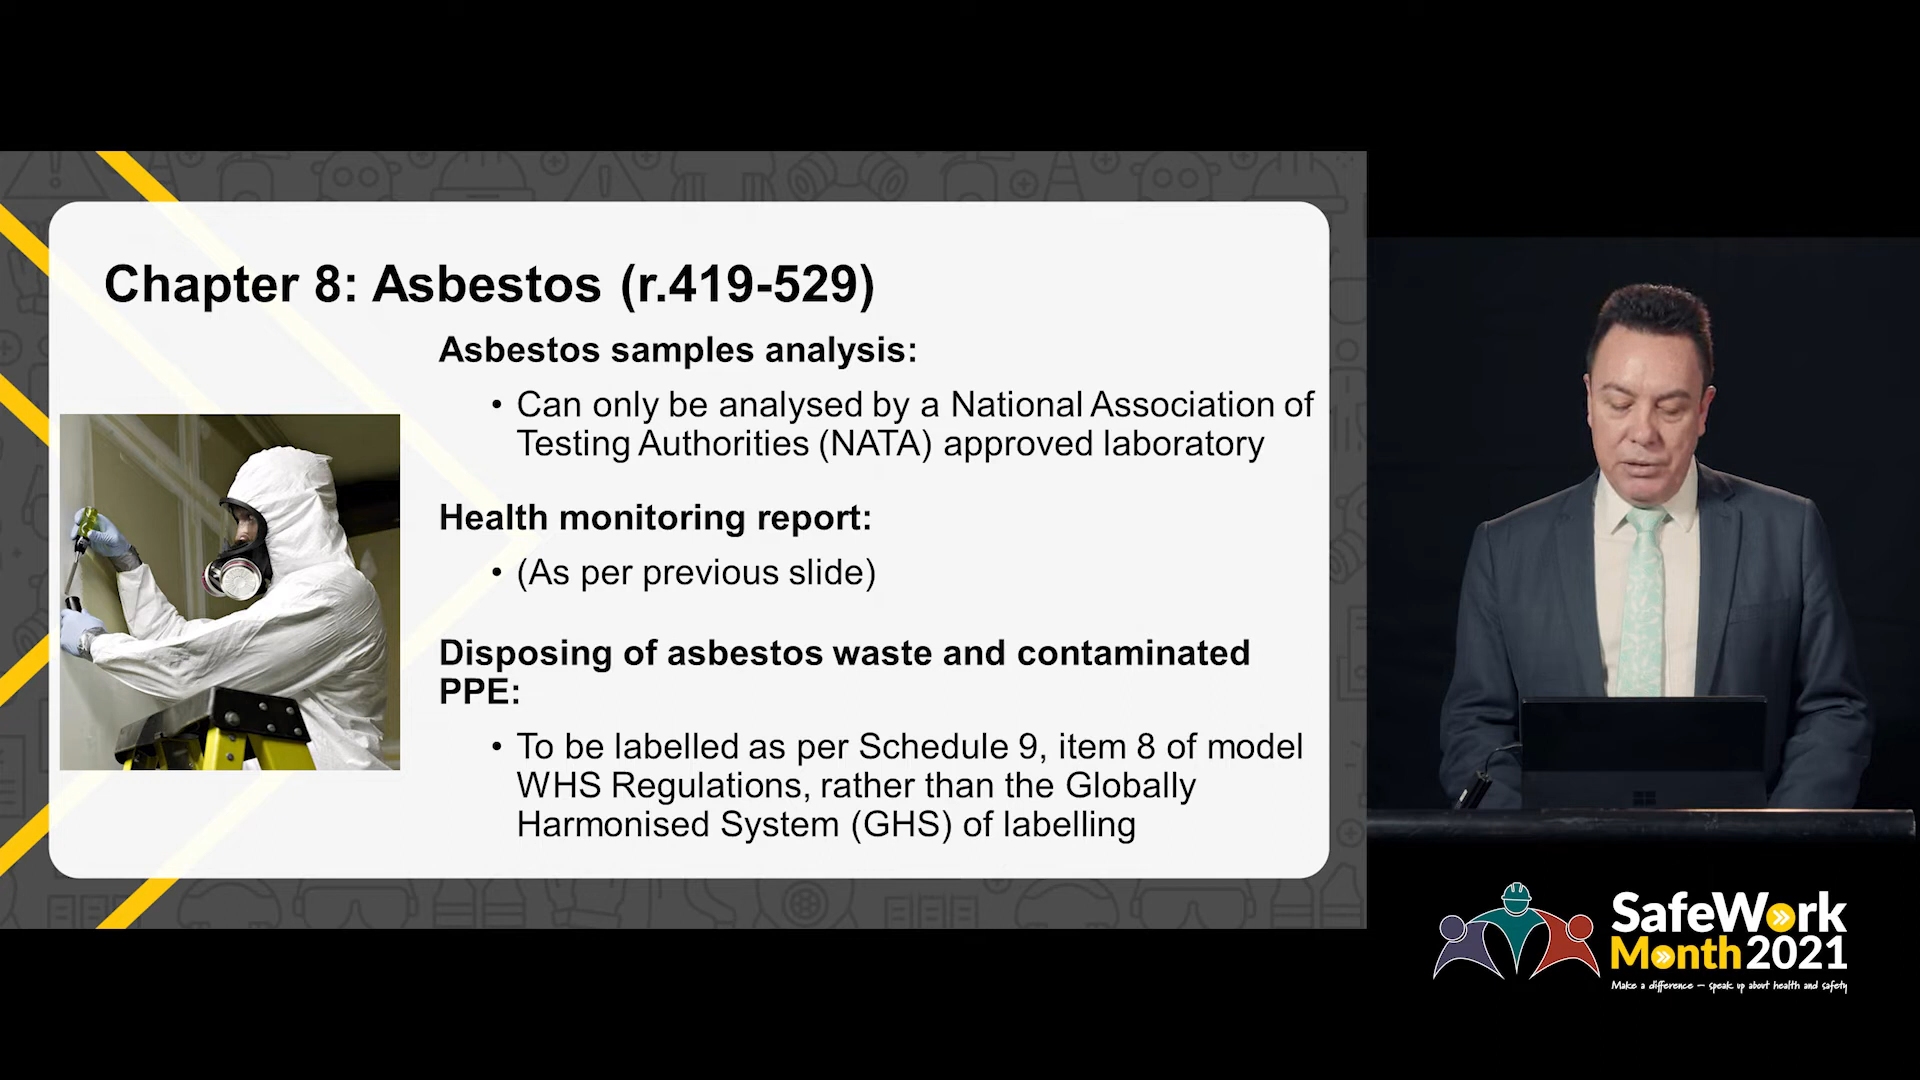 Chapter 8: Asbestos (r.419-529)
Asbestos samples analysis:
• Can only be analysed by a National Association of
Testing Authorities (NATA) approved laboratory
Health monitoring report:
• (As per previous slide)
Disposing of asbestos waste and contaminated
PPE:
• To be labelled as per Schedule 9, item 8 of model
WHS Regulations, rather than the Globally
Harmonised System (GHS) of labelling
SafeWork
Month 2021
Make a difference – speak up about health and safety